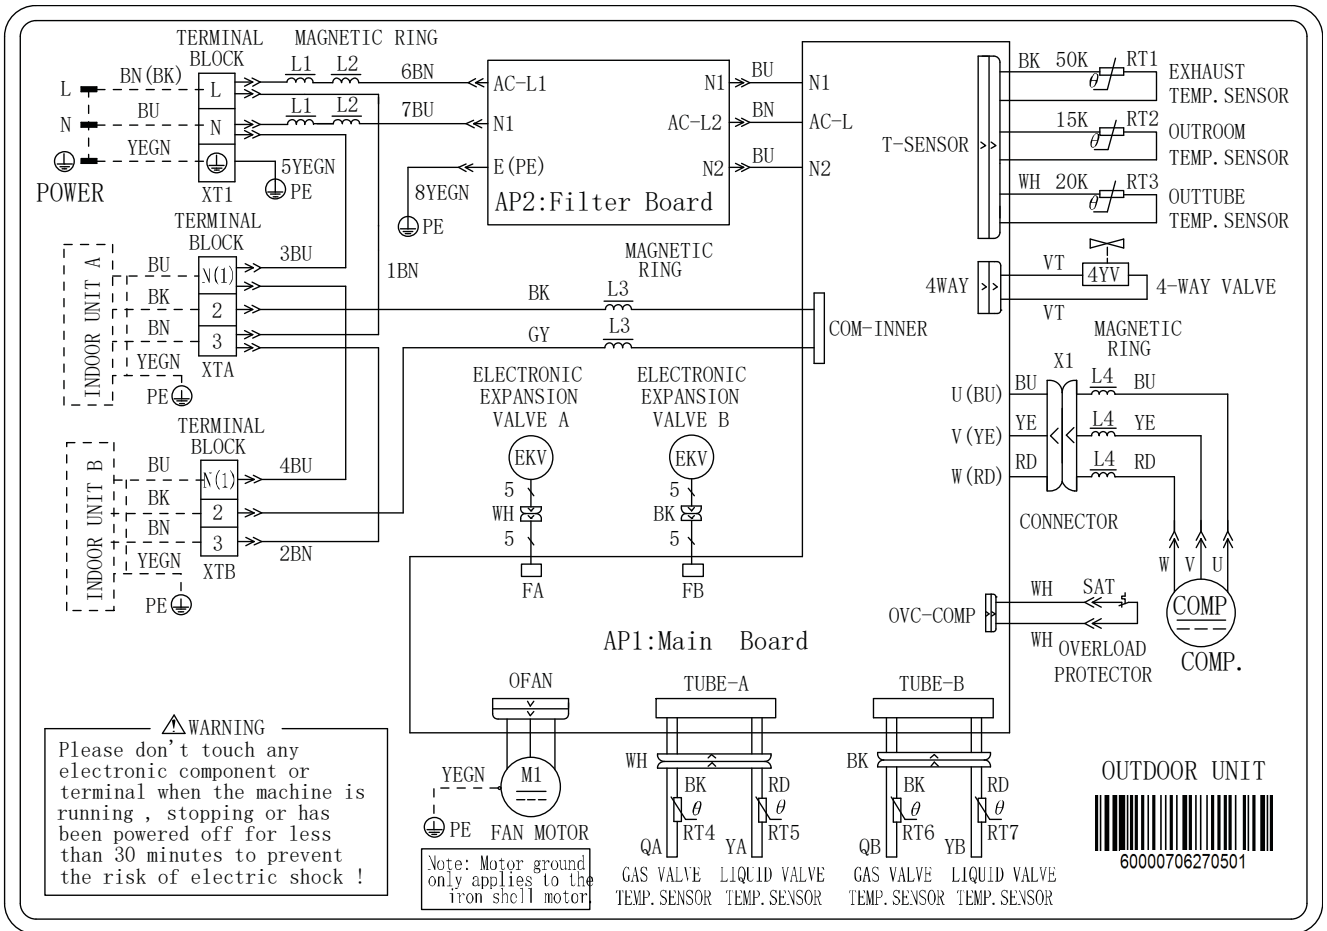 TERMINAL
BLOCK
MAGNETIC RING
L BN(BK) L
N BU N
YEGN
POWER
XT1
5YEGN
PE
L1 L2 6BN
L1 L2 7BU
8YEGN
PE
AC-L1
N1
E(PE)
N1
AC-L2
N2
AP2:Filter Board
BU
BN
BU
N1
AC-L
N2
T-SENSOR
BK 50K RT1
θ
EXHAUST
TEMP.SENSOR
15K RT2
θ
OUTROOM
TEMP.SENSOR
WH 20K RT3
θ
OUTTUBE
TEMP.SENSOR
TERMINAL
BLOCK
INDOOR UNIT A
BU N(1)
BK 2
BN 3
YEGN
PE
XTA
3BU
1BN
MAGNETIC
RING
BK L3
GY L3
COM-INNER
4WAY
VT
4YV
VT
4-WAY VALVE
TERMINAL
BLOCK
INDOOR UNIT B
BU N(1)
BK 2
BN 3
YEGN
PE
XTB
4BU
2BN
ELECTRONIC
EXPANSION
VALVE A
EKV
5
WH
5
FA
ELECTRONIC
EXPANSION
VALVE B
EKV
5
BK
5
FB
MAGNETIC
RING
X1
U(BU) BU L4 BU
V(YE) YE L4 YE
W(RD) RD L4 RD
CONNECTOR
W V U
COMP
COMP.
OVC-COMP
WH SAT
WH OVERLOAD
PROTECTOR
AP1:Main Board
OFAN
M1
YEGN
PE
FAN MOTOR
Note: Motor ground
only applies to the
iron shell motor.
TUBE-A
WH
BK RD
θ θ
RT4 RT5
QA YA
GAS VALVE LIQUID VALVE
TEMP.SENSOR TEMP.SENSOR
TUBE-B
BK
BK RD
θ θ
RT6 RT7
QB YB
GAS VALVE LIQUID VALVE
TEMP.SENSOR TEMP.SENSOR
WARNING
Please don't touch any
electronic component or
terminal when the machine is
running , stopping or has
been powered off for less
than 30 minutes to prevent
the risk of electric shock !
OUTDOOR UNIT
60000706270501